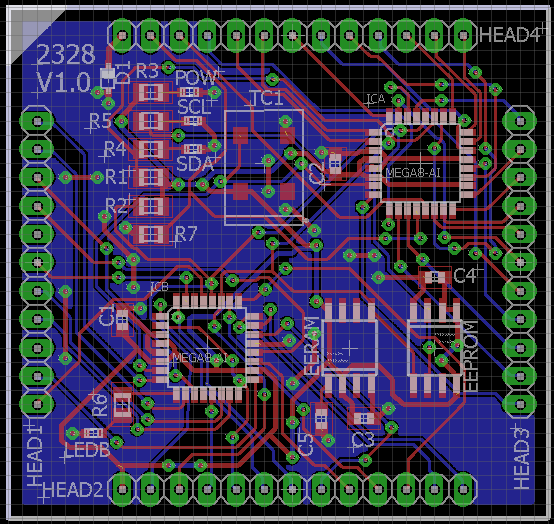 2328
V1.0
D1
R3
POW
SCL
SDA
TC1
R5
R4
R1
R2
R7
ICA
MEGA8-AI
C2
HEAD4
C4
ICB
MEGA8-AI
C1
EERAM
EEPROM
R6
LEDB
C5
C3
HEAD1
HEAD2
HEAD3